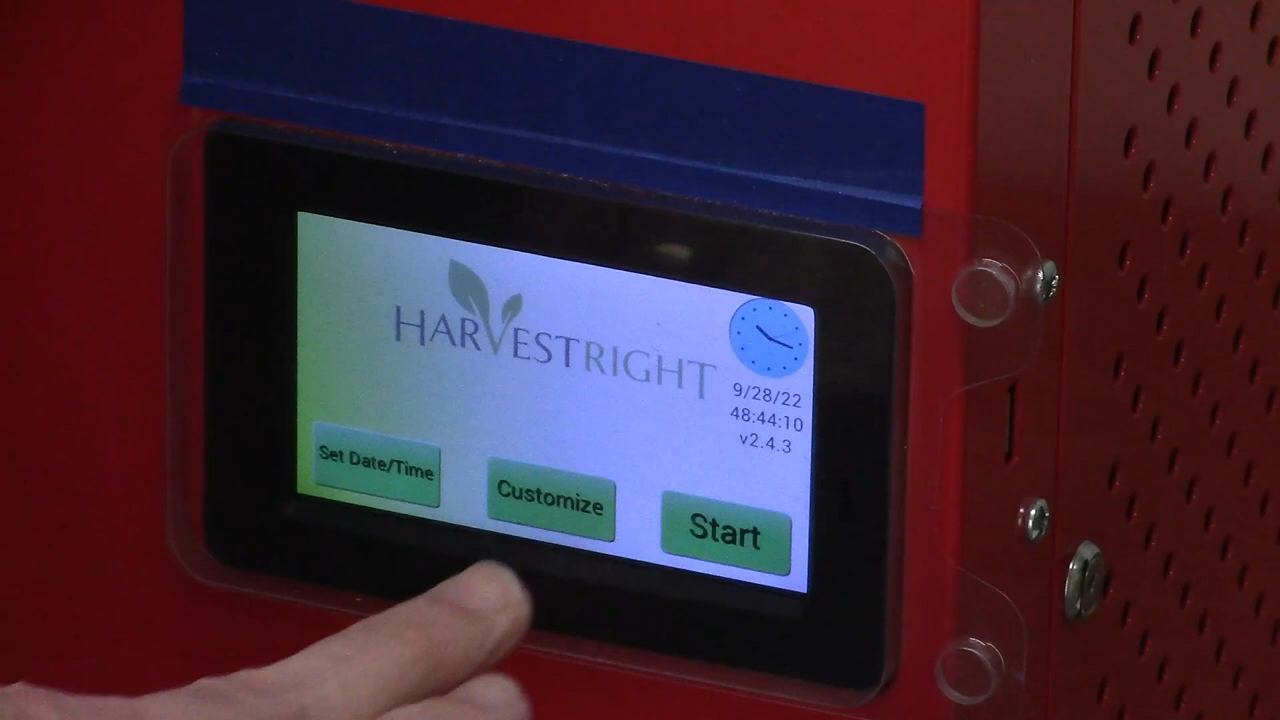 HARVESTRIGHT
9/28/22
48:44:10
v2.4.3
Set Date/Time
Customize
Start